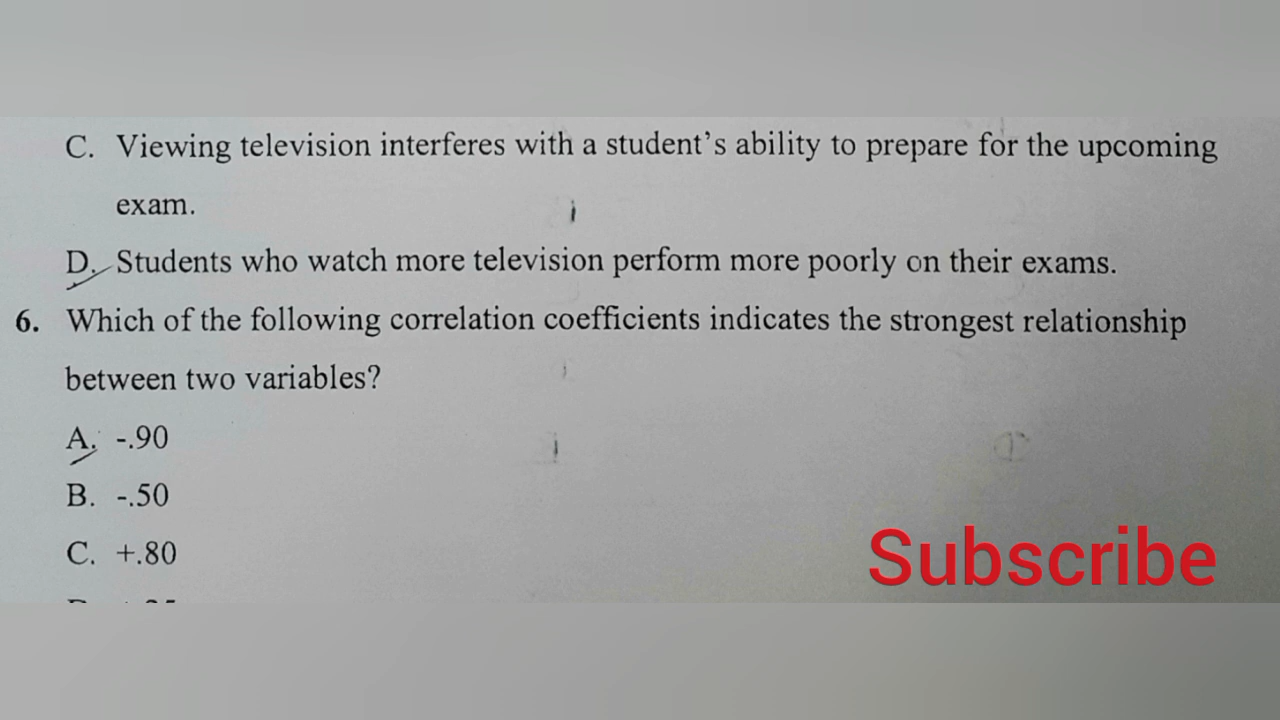 C. Viewing television interferes with a student's ability to prepare for the upcoming
exam.
D. Students who watch more television perform more poorly on their exams.
6. Which of the following correlation coefficients indicates the strongest relationship
between two variables?
A. -.90
B. -.50
C. +.80
Subscribe